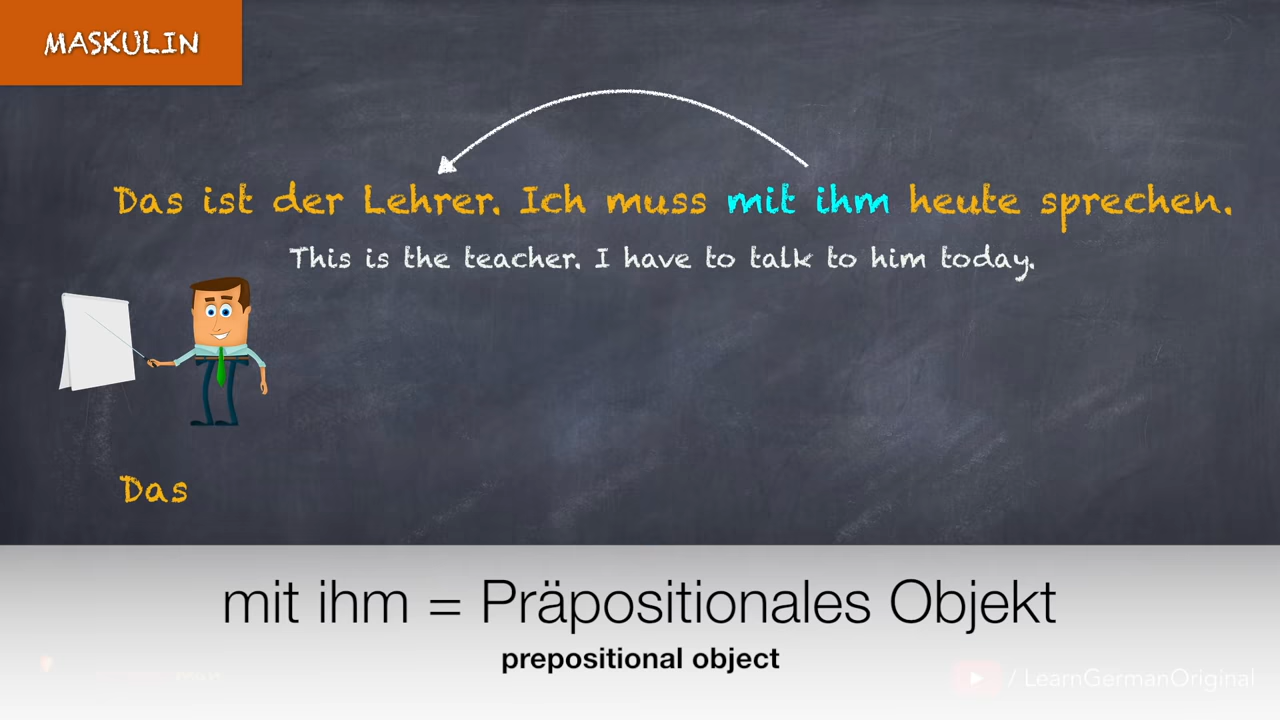 MASKULIN
Das ist der Lehrer. Ich muss mit ihm heute sprechen.
This is the teacher. I have to talk to him today.
Das
mit ihm = Präpositionales Objekt
prepositional object
/ LearnGermanOriginal